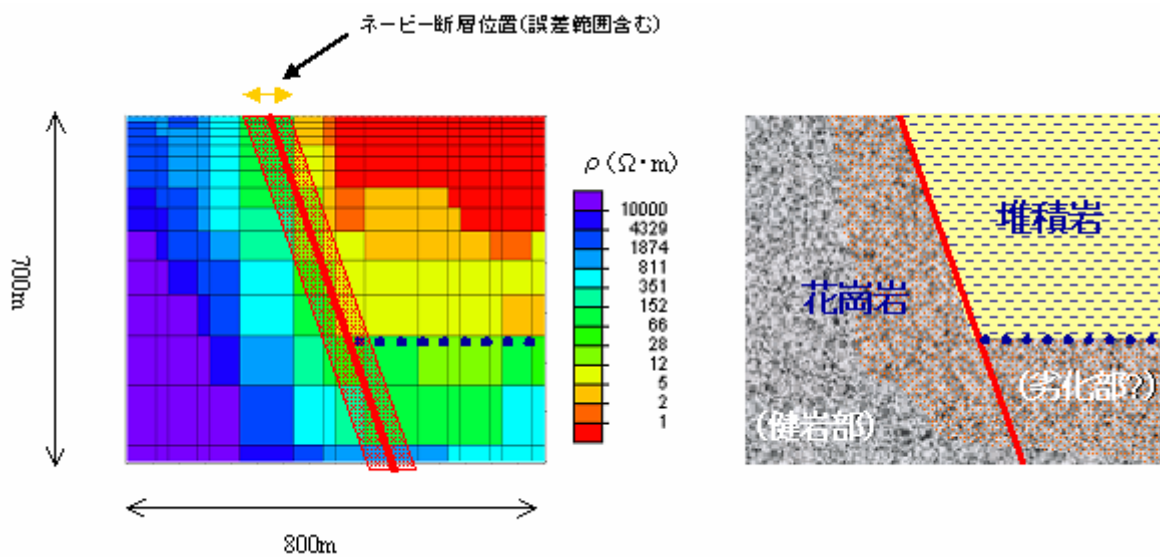 ネービー断層位置(誤差範囲含む)
700m
800m
ρ (Ω・m)
10000
4329
1874
811
351
152
66
28
12
5
2
1
堆積岩
花崗岩
(劣化部?)
(健岩部)